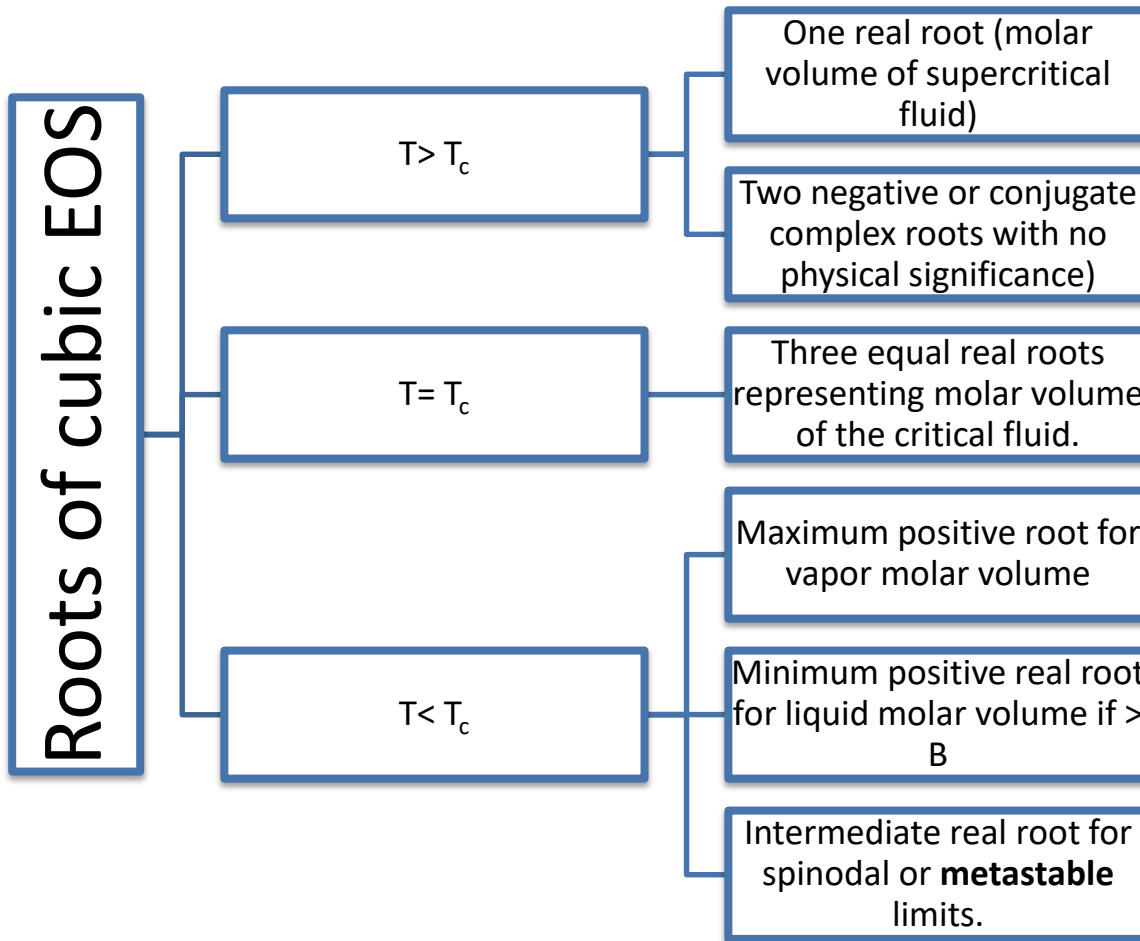 Roots of cubic EOS
T> Tc
One real root (molar
volume of supercritical
fluid)
Two negative or conjugate
complex roots with no
physical significance)
T= Tc
Three equal real roots
representing molar volume
of the critical fluid.
T< Tc
Maximum positive root for
vapor molar volume
Minimum positive real root
for liquid molar volume if >
B
Intermediate real root for
spinodal or metastable
limits.